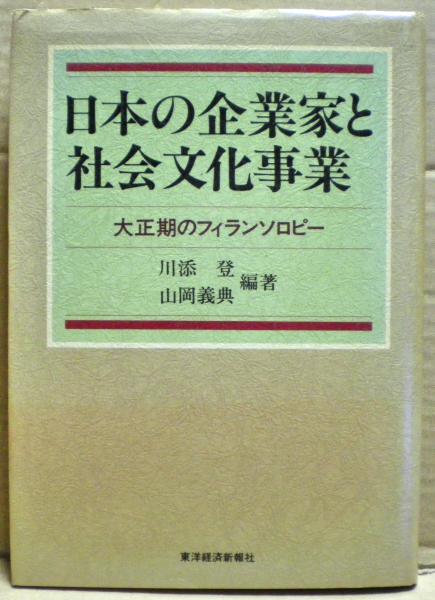 日本の企業家と
社会文化事業
大正期のフィランソロピー
川添 登
山岡義典
編著
東洋経済新報社